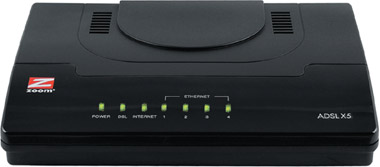 ZOOM
ETHERNET
POWER DSL INTERNET 1 2 3 4
ADSL X5